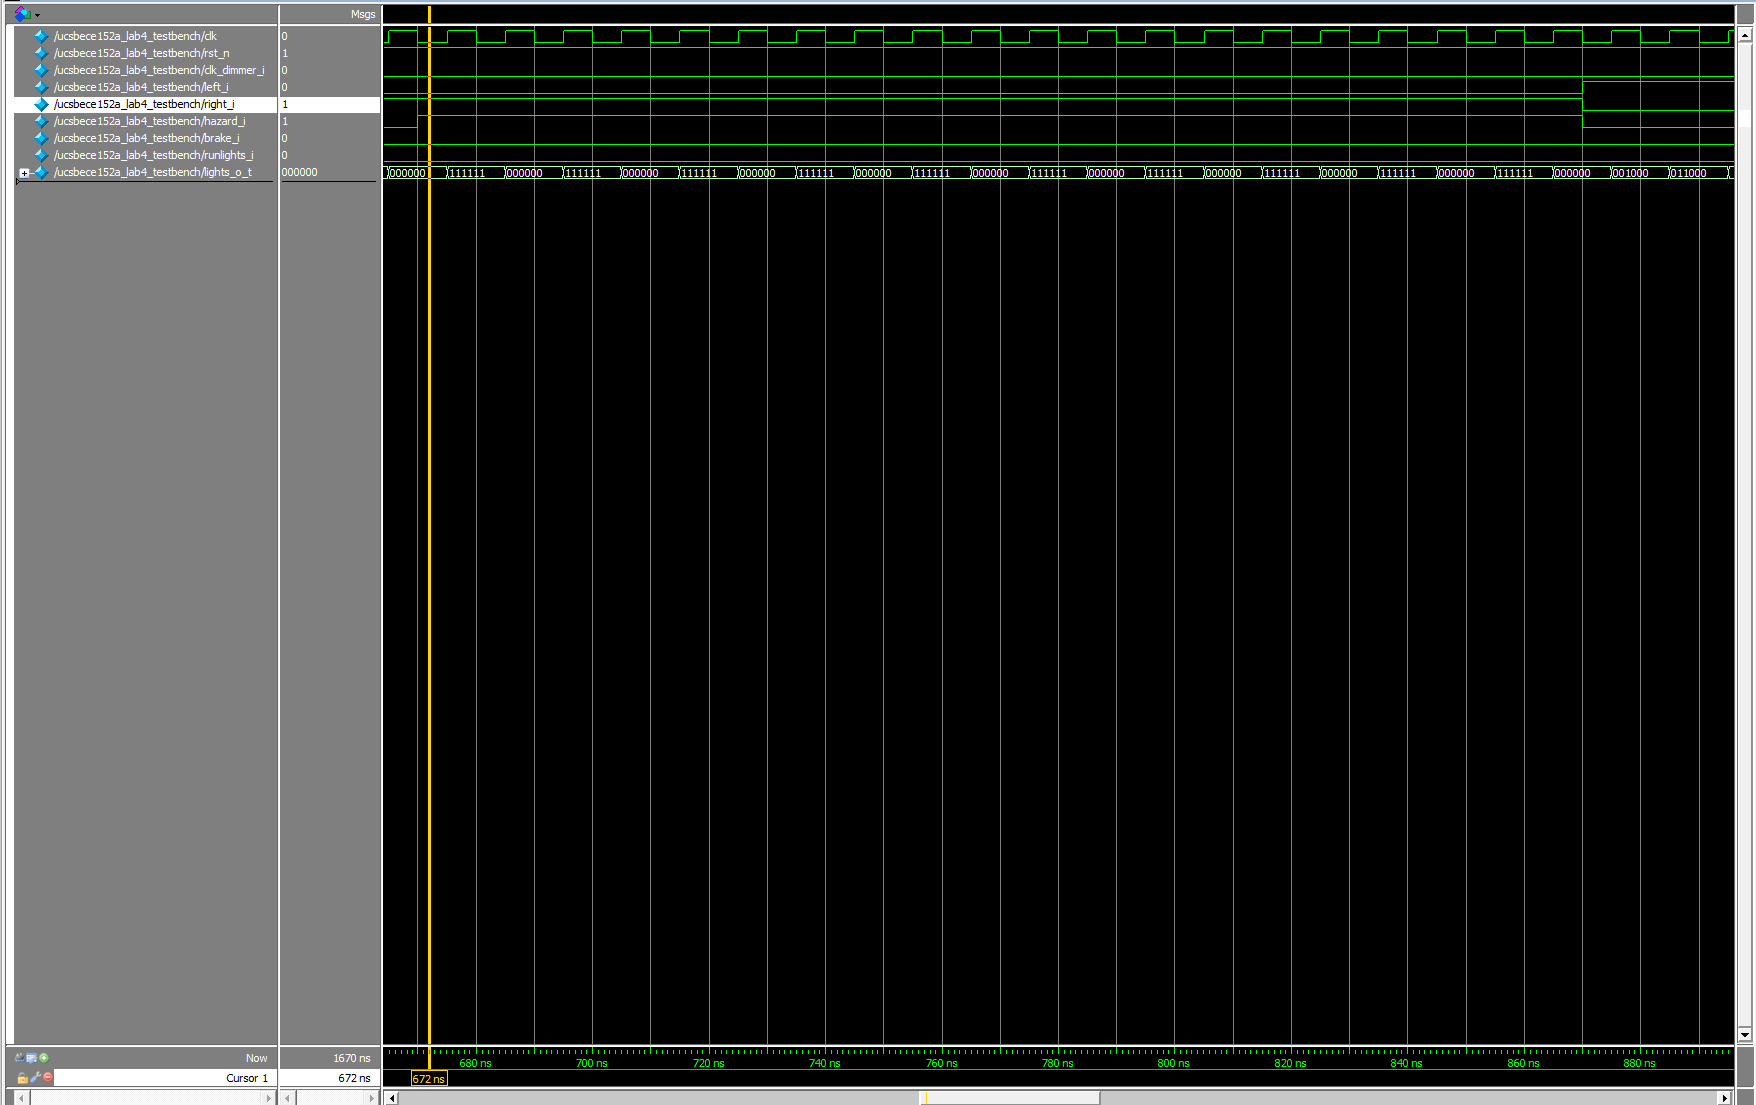 Msgs
/ucsbece152a_lab4_testbench/clk 0
/ucsbece152a_lab4_testbench/rst_n 1
/ucsbece152a_lab4_testbench/clk_dimmer_i 0
/ucsbece152a_lab4_testbench/left_i 0
/ucsbece152a_lab4_testbench/right_i 1
/ucsbece152a_lab4_testbench/hazard_i 1
/ucsbece152a_lab4_testbench/brake_i 0
/ucsbece152a_lab4_testbench/runlights_i 0
/ucsbece152a_lab4_testbench/lights_o_t 000000 000000 111111 000000 111111 000000 111111 000000 111111 000000 111111 000000 111111 000000 111111 000000 111111 000000 111111 000000 111111 000000 001000 011000
Now 1670 ns 680 ns 700 ns 720 ns 740 ns 760 ns 780 ns 800 ns 820 ns 840 ns 860 ns 880 ns
Cursor 1 672 ns 672 ns